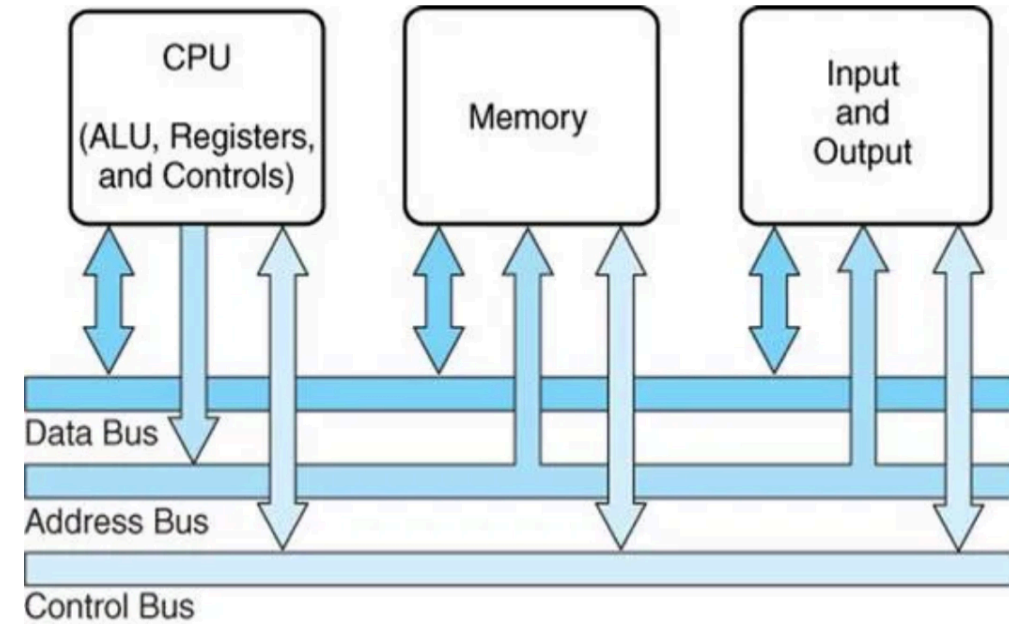 CPU
(ALU, Registers,
and Controls)
Memory
Input
and
Output
Data Bus
Address Bus
Control Bus